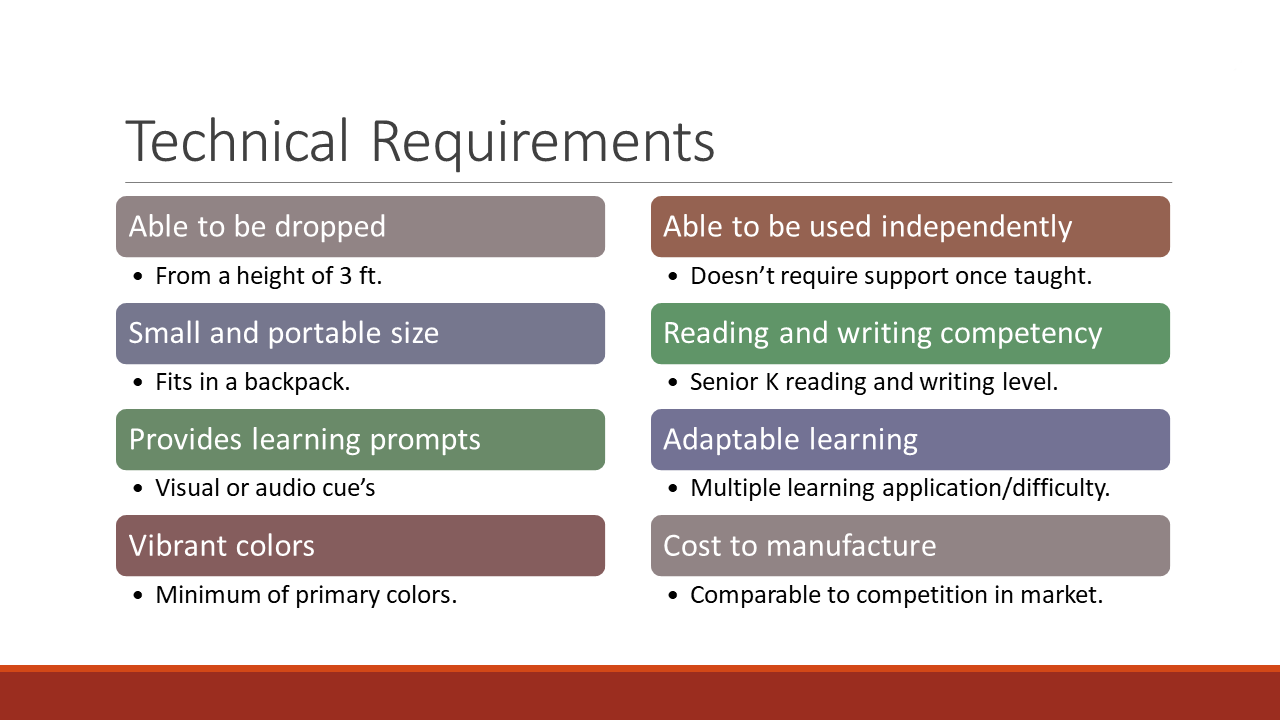 Technical Requirements
Able to be dropped
• From a height of 3 ft.
Small and portable size
• Fits in a backpack.
Provides learning prompts
• Visual or audio cue’s
Vibrant colors
• Minimum of primary colors.
Able to be used independently
• Doesn’t require support once taught.
Reading and writing competency
• Senior K reading and writing level.
Adaptable learning
• Multiple learning application/difficulty.
Cost to manufacture
• Comparable to competition in market.